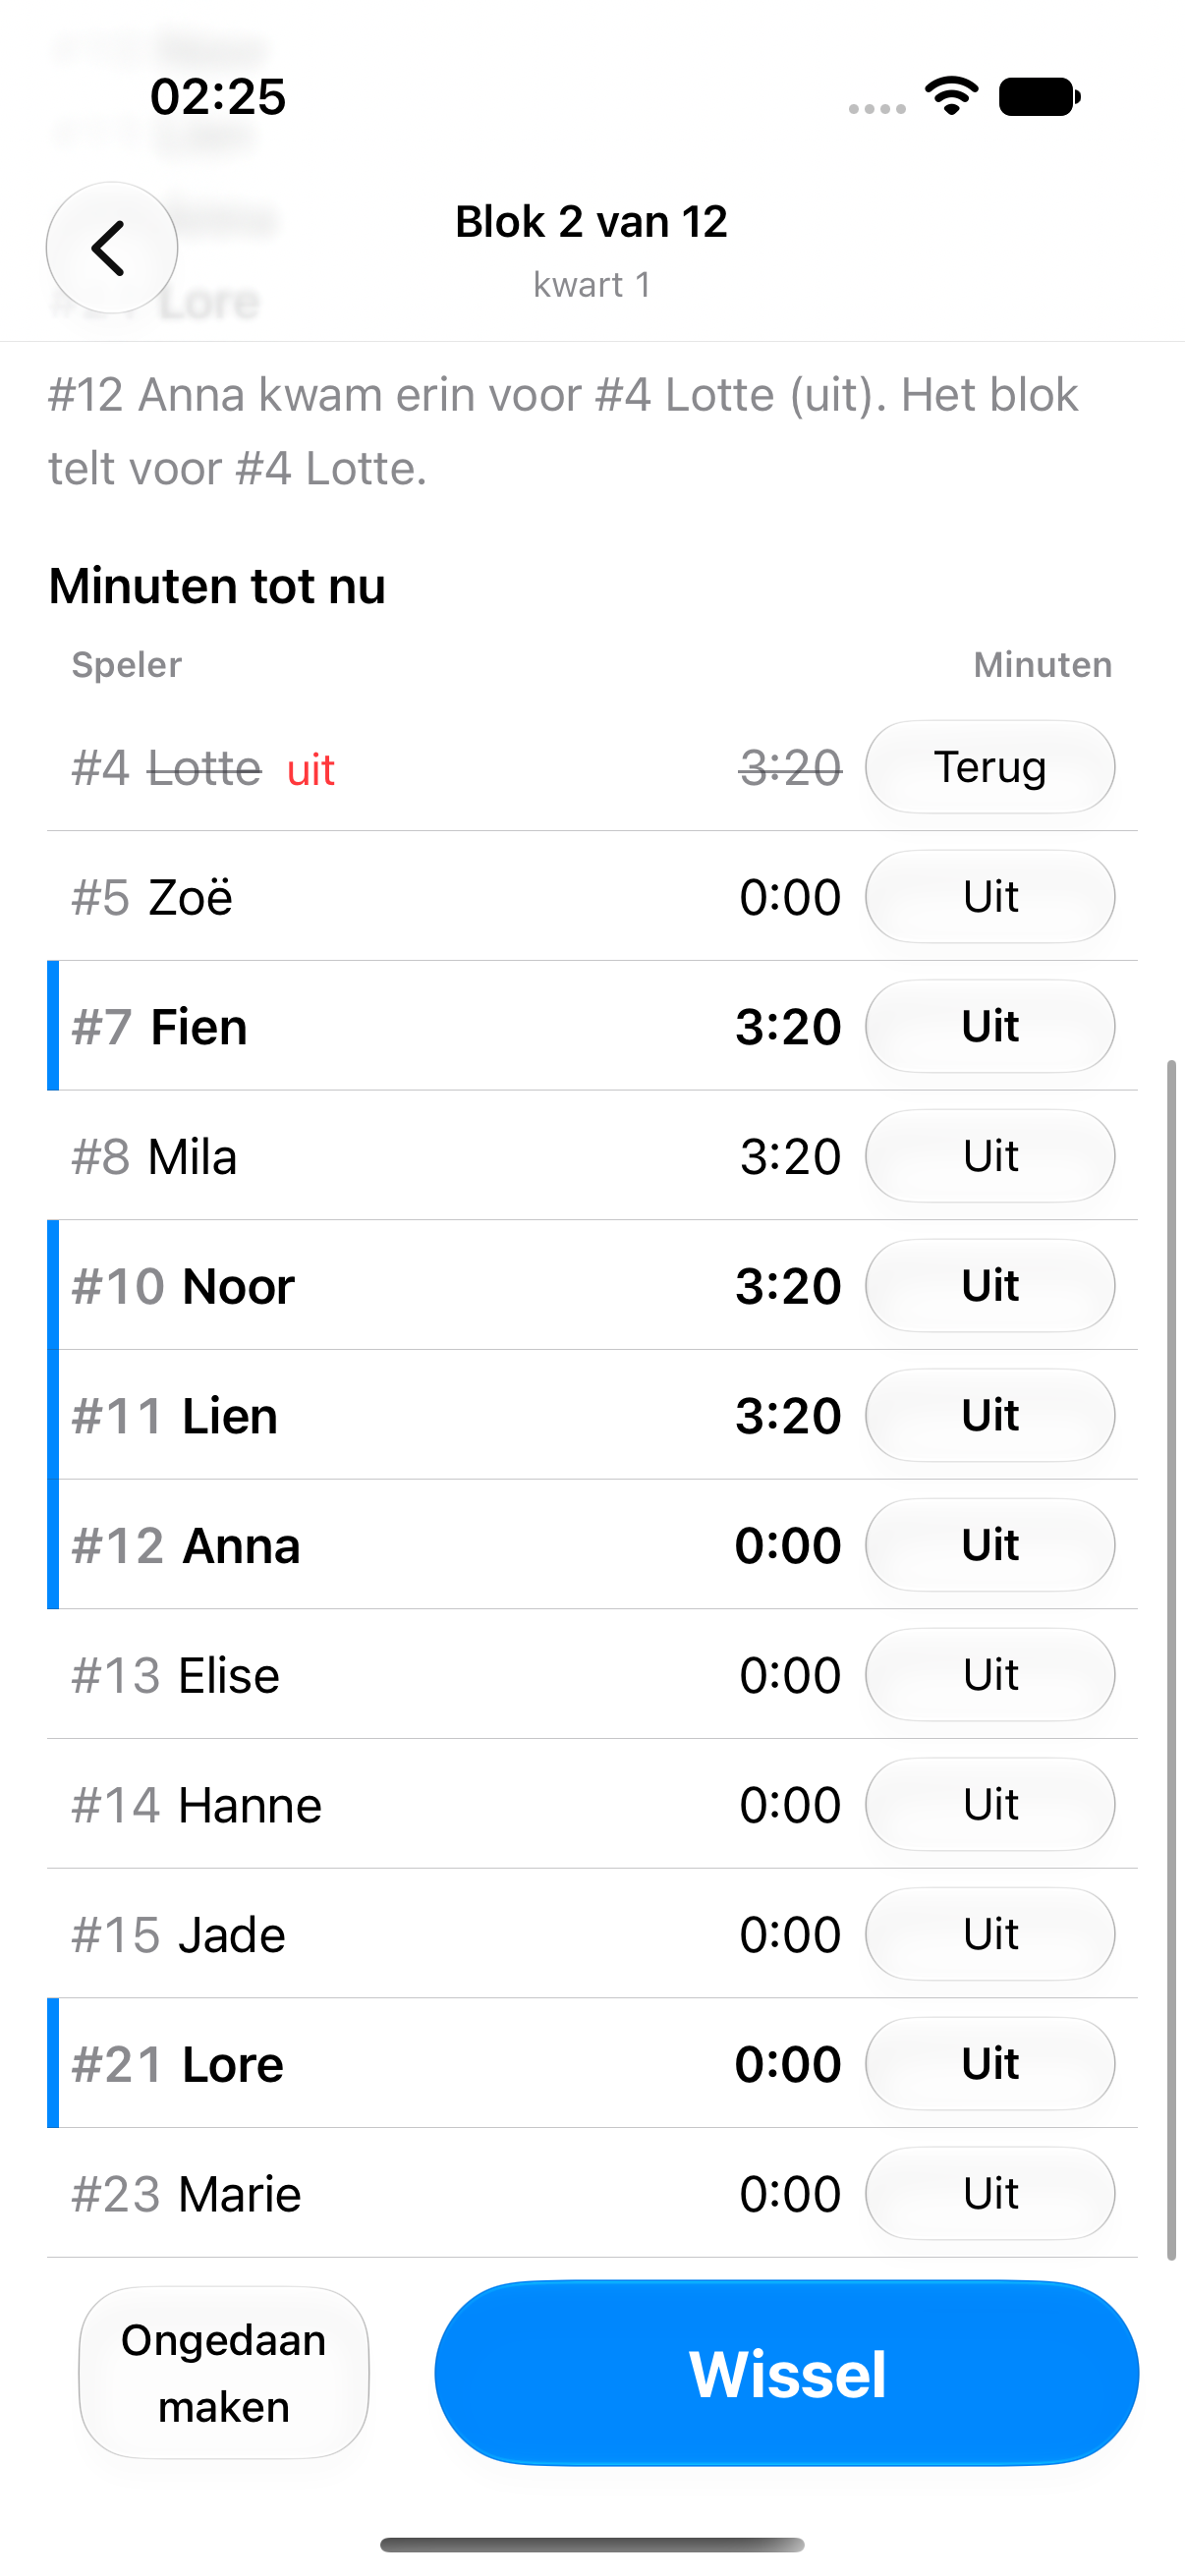 02:25
Blok 2 van 12
kwart 1
Lore
#12 Anna kwam erin voor #4 Lotte (uit). Het blok
telt voor #4 Lotte.
Minuten tot nu
Speler Minuten
#4 Lotte uit 3:20 Terug
#5 Zoë 0:00 Uit
#7 Fien 3:20 Uit
#8 Mila 3:20 Uit
#10 Noor 3:20 Uit
#11 Lien 3:20 Uit
#12 Anna 0:00 Uit
#13 Elise 0:00 Uit
#14 Hanne 0:00 Uit
#15 Jade 0:00 Uit
#21 Lore 0:00 Uit
#23 Marie 0:00 Uit
Ongedaan
maken
Wissel